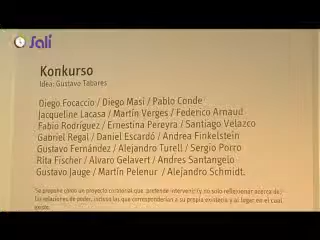 Sali
Konkurso
Idea: Gustavo Tabares
Diego Focaccio / Diego Masi / Pablo Conde
Jacqueline Lacasa / Martín Verges / Federico Arnaud
Fabio Rodríguez / Ernestina Pereyra / Santiago Velazco
Gabriel Regal / Daniel Escardó / Andrea Finkelstein
Gustavo Fernández / Alejandro Turell / Sergio Porro
Rita Fischer / Alvaro Gelavert / Andres Santangelo
Gustavo Jauge / Martín Pelenur / Alejandro Schmidt.
Se propone como un proyecto curatorial que pretende intervenir y no solo reflexionar acerca de
las relaciones de poder, incluso las que corresponderían a su propia existencia y al lugar en el cual
existe.